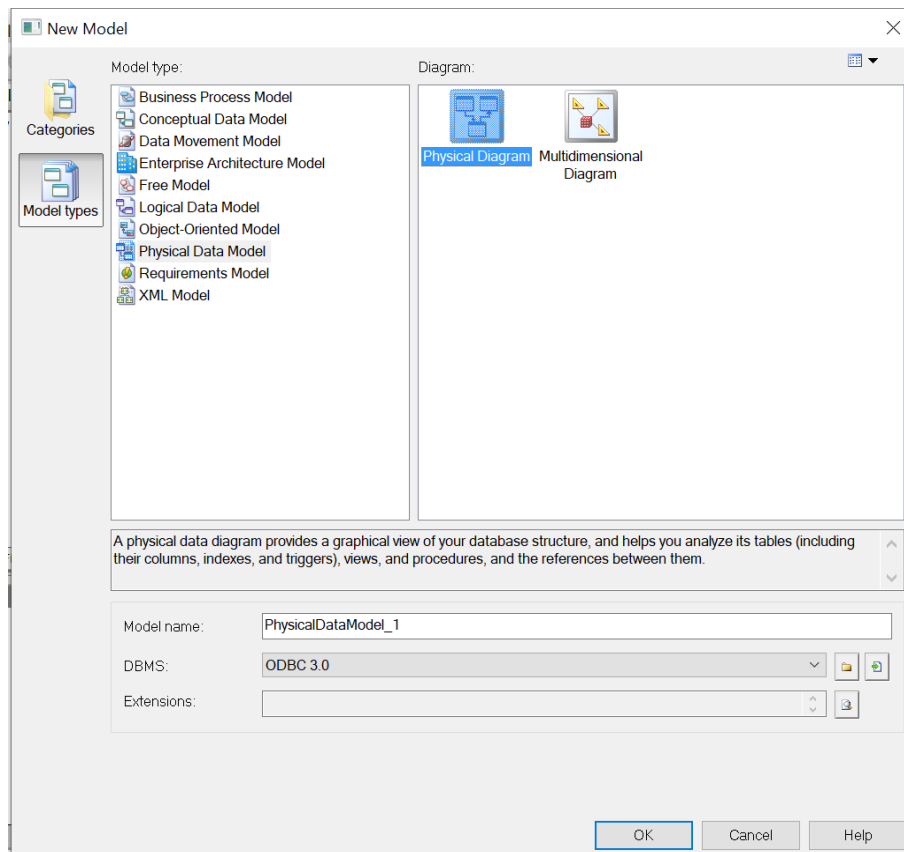 New Model
Model type:
Diagram:
Categories
Model types
Business Process Model
Conceptual Data Model
Data Movement Model
Enterprise Architecture Model
Free Model
Logical Data Model
Object-Oriented Model
Physical Data Model
Requirements Model
XML Model
Physical Diagram
Multidimensional
Diagram
A physical data diagram provides a graphical view of your database structure, and helps you analyze its tables (including
their columns, indexes, and triggers), views, and procedures, and the references between them.
Model name:
PhysicalDataModel_1
DBMS:
ODBC 3.0
Extensions:
OK
Cancel
Help